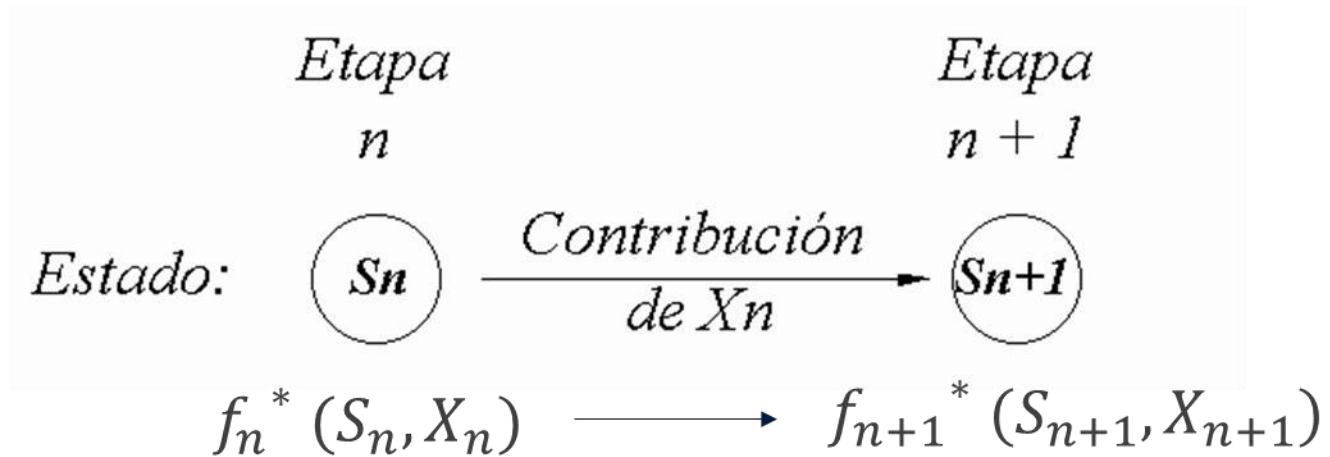 Etapa Etapa
n n + 1
Estado: Sn Contribución de Xn Sn+1
f_n^* (S_n, X_n) f_{n+1}^* (S_{n+1}, X_{n+1})